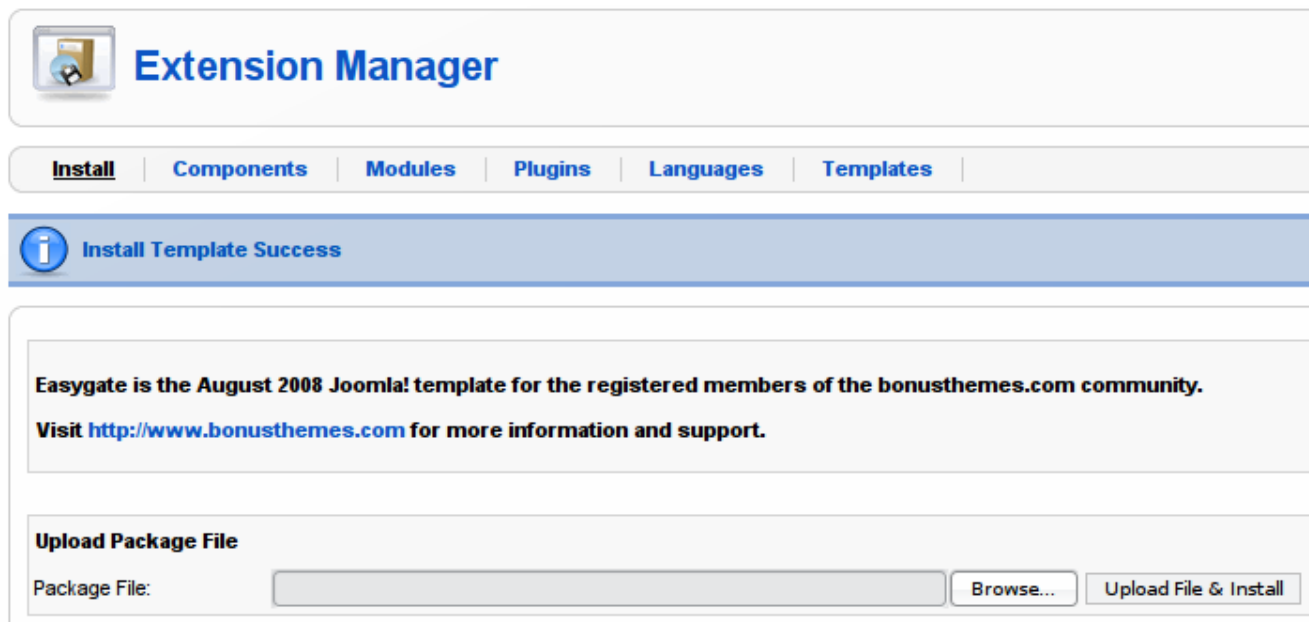 Extension Manager
Install Components Modules Plugins Languages Templates
Install Template Success
Easygate is the August 2008 Joomla! template for the registered members of the bonusthemes.com community.
Visit http://www.bonusthemes.com for more information and support.
Upload Package File
Package File: Browse... Upload File & Install